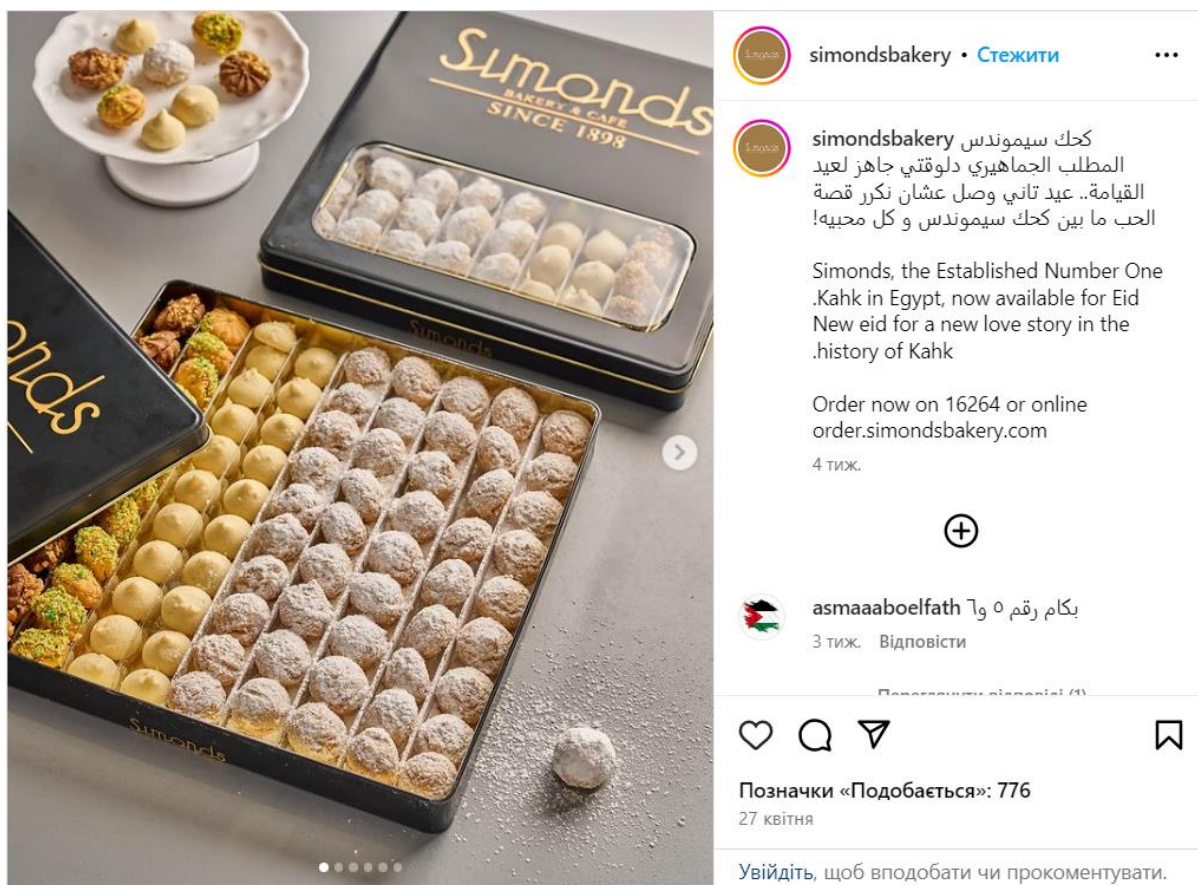 Simonds
BAKERY & CAFE
SINCE 1898
Simonds
onds
Simonds
simondsbakery • Стежити
simondsbakery كحك سيموندس
المطلب الجماهيري دلوقتي جاهز لعيد
القيامة.. عيد تاني وصل عشان نكرر قصة
الحب ما بين كحك سيموندس و كل محبيه!
Simonds, the Established Number One
.Kahk in Egypt, now available for Eid
New eid for a new love story in the
.history of Kahk
Order now on 16264 or online
order.simondsbakery.com
4 тиж.
asmaaaboelfath بكام رقم ٥ و٦
3 тиж. Відповісти
Переглянути відповіді (1)
Позначки «Подобається»: 776
27 квітня
Увійдіть, щоб вподобати чи прокоментувати.